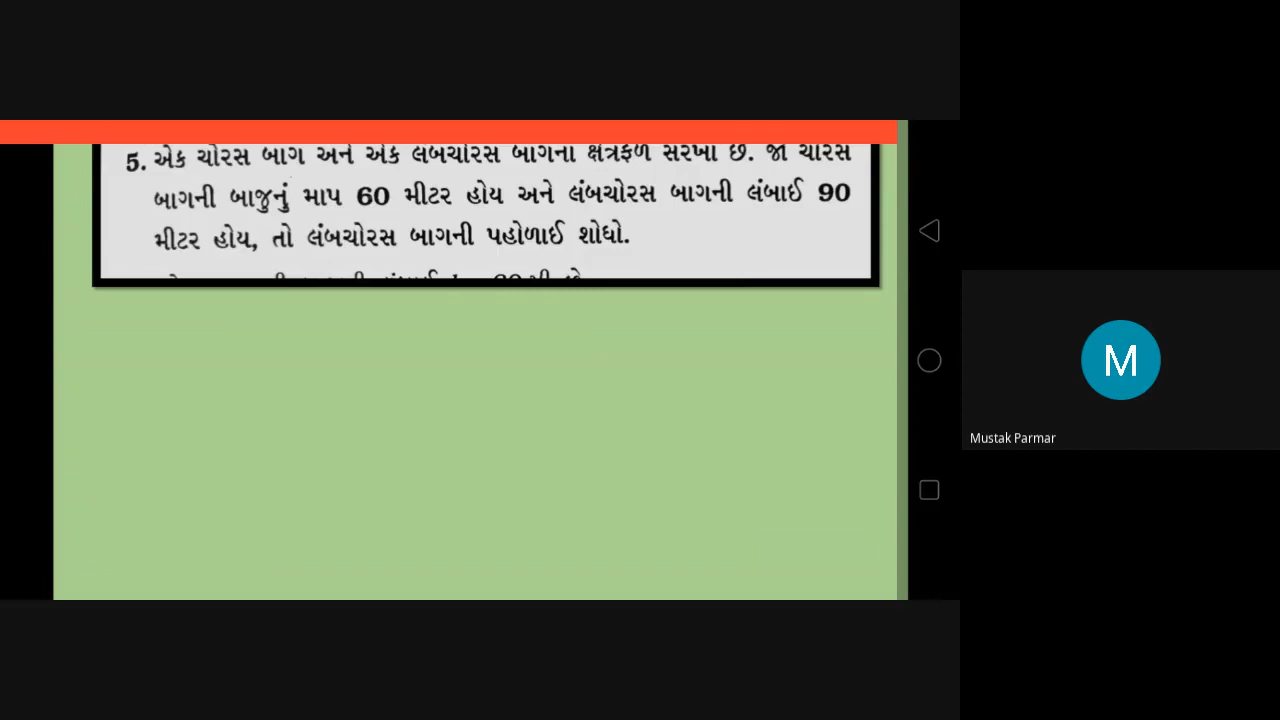 5. એક ચોરસ બાગ અને એક લંબચોરસ બાગના ક્ષેત્રફળ સરખાં છે. જો ચોરસ
બાગની બાજુનું માપ 60 મીટર હોય અને લંબચોરસ બાગની લંબાઈ 90
મીટર હોય, તો લંબચોરસ બાગની પહોળાઈ શોધો.
M
Mustak Parmar